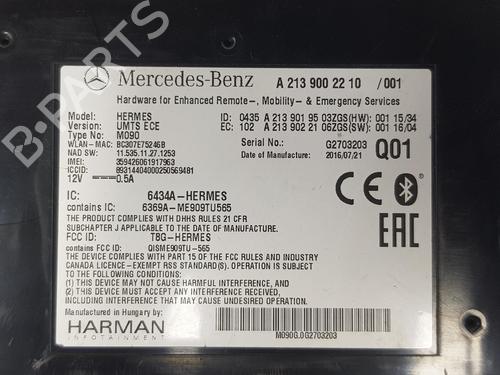 Mercedes-Benz A 213 900 22 10 /001
Hardware for Enhanced Remote-, Mobility- & Emergency Services
Model: HERMES ID: 0435 A 213 901 95 03ZGS(HW): 001 15/34
Version: UMTS ECE EC: 102 A 213 902 21 06ZGS(SW): 001 16/04
Type No: M090
WLAN-MAC: BC307E75246B Serial No: G2703203
NAD SW: 11.535.11.27.1253 Date of Manufacture: 2016/07/21 Q01
IMEI: 359426061917963
ICCID: 89314404000250569481
12V 0.5A
IC: 6434A-HERMES
contains IC: 6369A-ME909TU565
THE PRODUCT COMPLIES WITH DHHS RULES 21 CFR
SUBCHAPTER J APPLICABLE TO THE DATE OF MANUFACTURE.
FCC ID: T8G-HERMES
contains FCC ID: QISME909TU-565
THE DEVICE COMPLIES WITH PART 15 OF FCC RULES AND INDUSTRY
CANADA LICENCE-EXEMPT RSS STANDARD(S). OPERATION IS
SUBJECT TO THE FOLLOWING TWO CONDITIONS:
(1) THIS DEVICE MAY NOT CAUSE HARMFUL INTERFERENCE, AND
(2) THIS DEVICE MUST ACCEPT ANY INTERFERENCE, INCLUDING
INTERFERENCE THAT MAY CAUSE UNDESIRED OPERATION OF
THE DEVICE.
Manufactured in Hungary by:
HARMAN
INFOTAINMENT
M090G.0G2703203
CE
EAC
B-PARTS